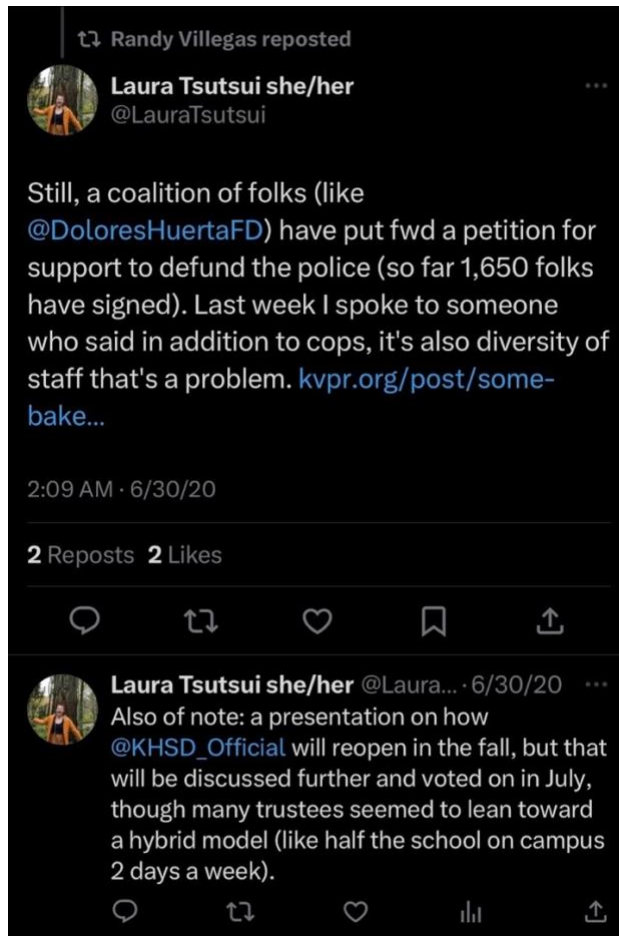 Randy Villegas reposted
Laura Tsutsui she/her
@LauraTsutsui
Still, a coalition of folks (like
@DoloresHuertaFD) have put fwd a petition for
support to defund the police (so far 1,650 folks
have signed). Last week I spoke to someone
who said in addition to cops, it's also diversity of
staff that's a problem. kvpr.org/post/some-
bake...
2:09 AM · 6/30/20
2 Reposts 2 Likes
Laura Tsutsui she/her @Laura... · 6/30/20
Also of note: a presentation on how
@KHSD_Official will reopen in the fall, but that
will be discussed further and voted on in July,
though many trustees seemed to lean toward
a hybrid model (like half the school on campus
2 days a week).